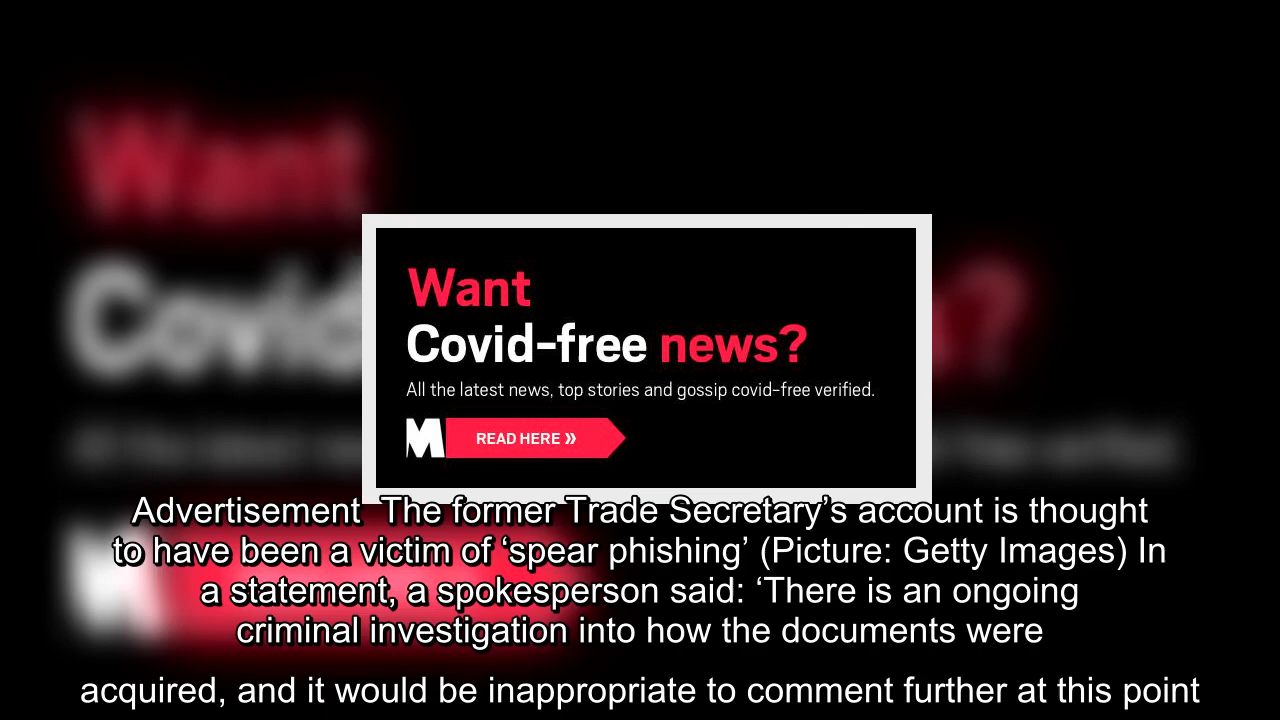 Want
Covid-free news?
All the latest news, top stories and gossip covid-free verified.
M READ HERE »
Advertisement The former Trade Secretary’s account is thought
to have been a victim of ‘spear phishing’ (Picture: Getty Images) In
a statement, a spokesperson said: ‘There is an ongoing
criminal investigation into how the documents were
acquired, and it would be inappropriate to comment further at this point